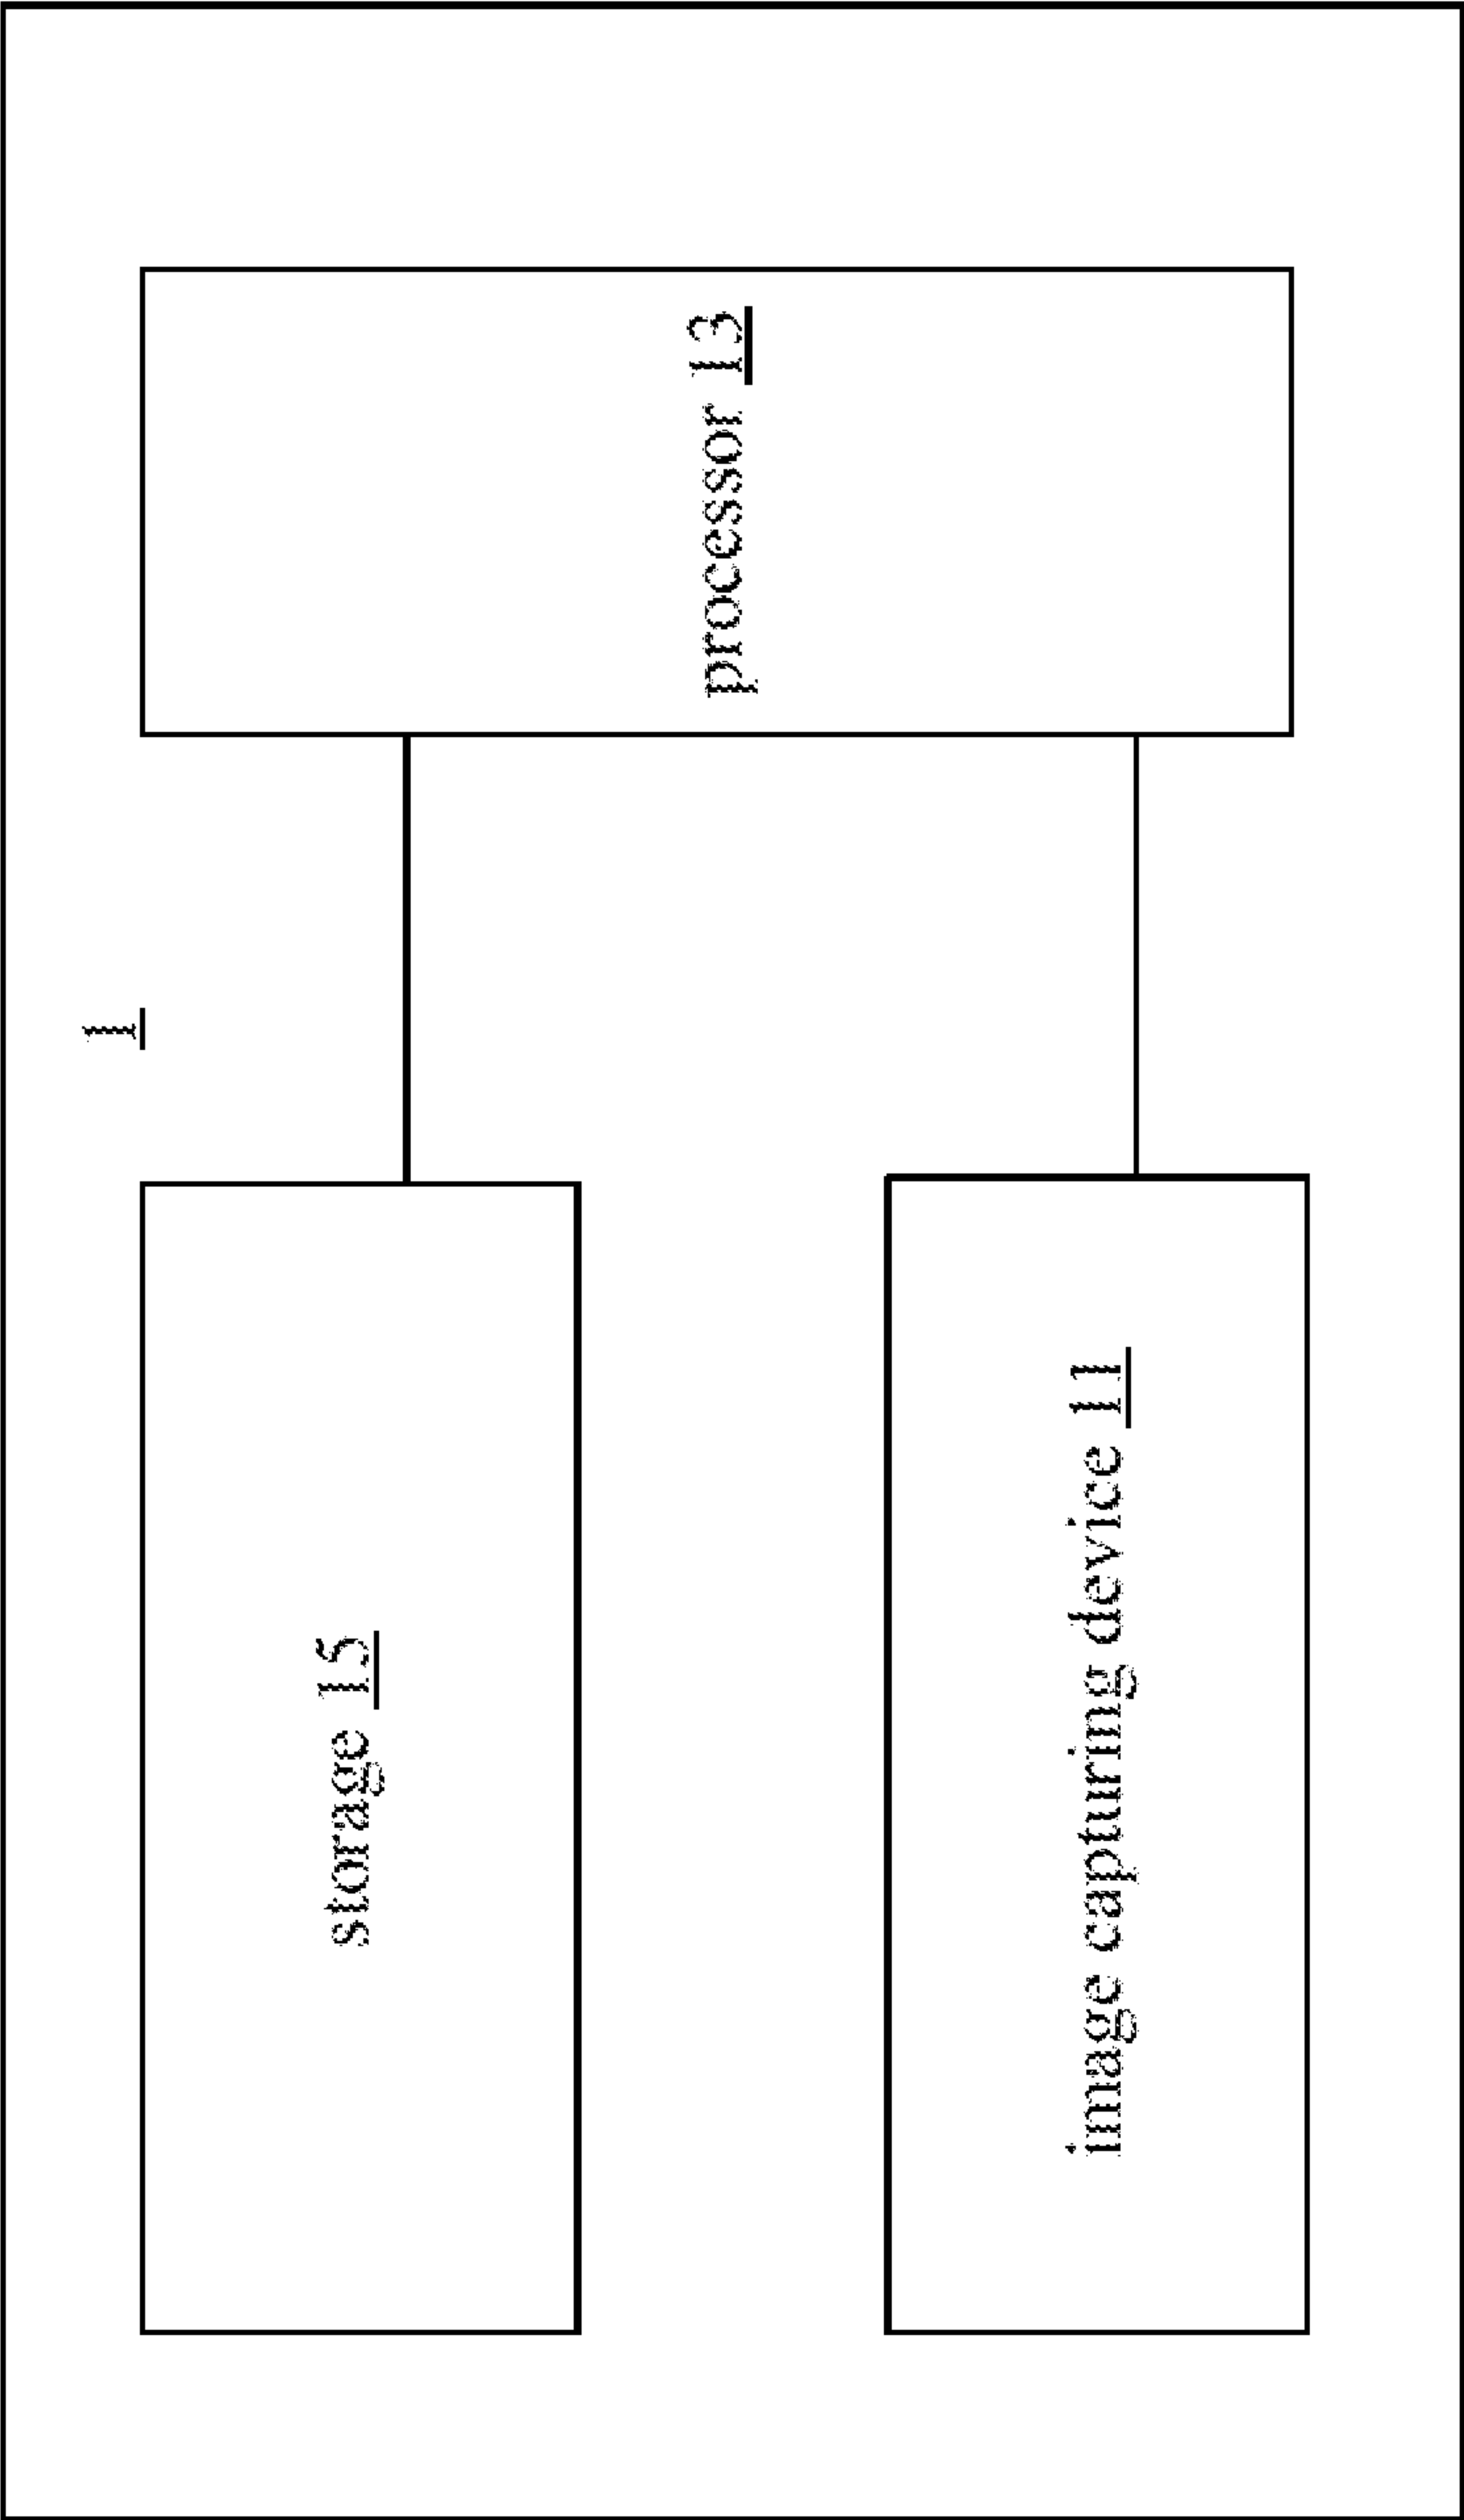 1
storage 15
processor 13
image capturing device 11